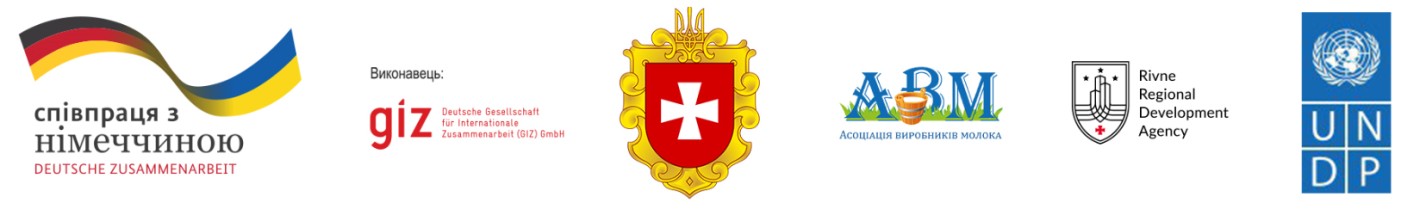 співпраця з
німеччиною
DEUTSCHE ZUSAMMENARBEIT
Виконавець:
giz
Deutsche Gesellschaft
für Internationale
Zusammenarbeit (GIZ) GmbH
АВМ
Асоціація виробників молока
Rivne
Regional
Development
Agency
U N
D P